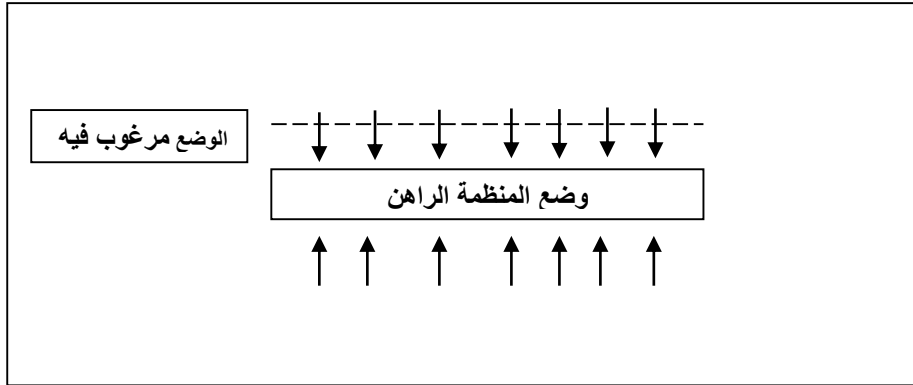 الوضع مرغوب فيه
وضع المنظمة الراهن